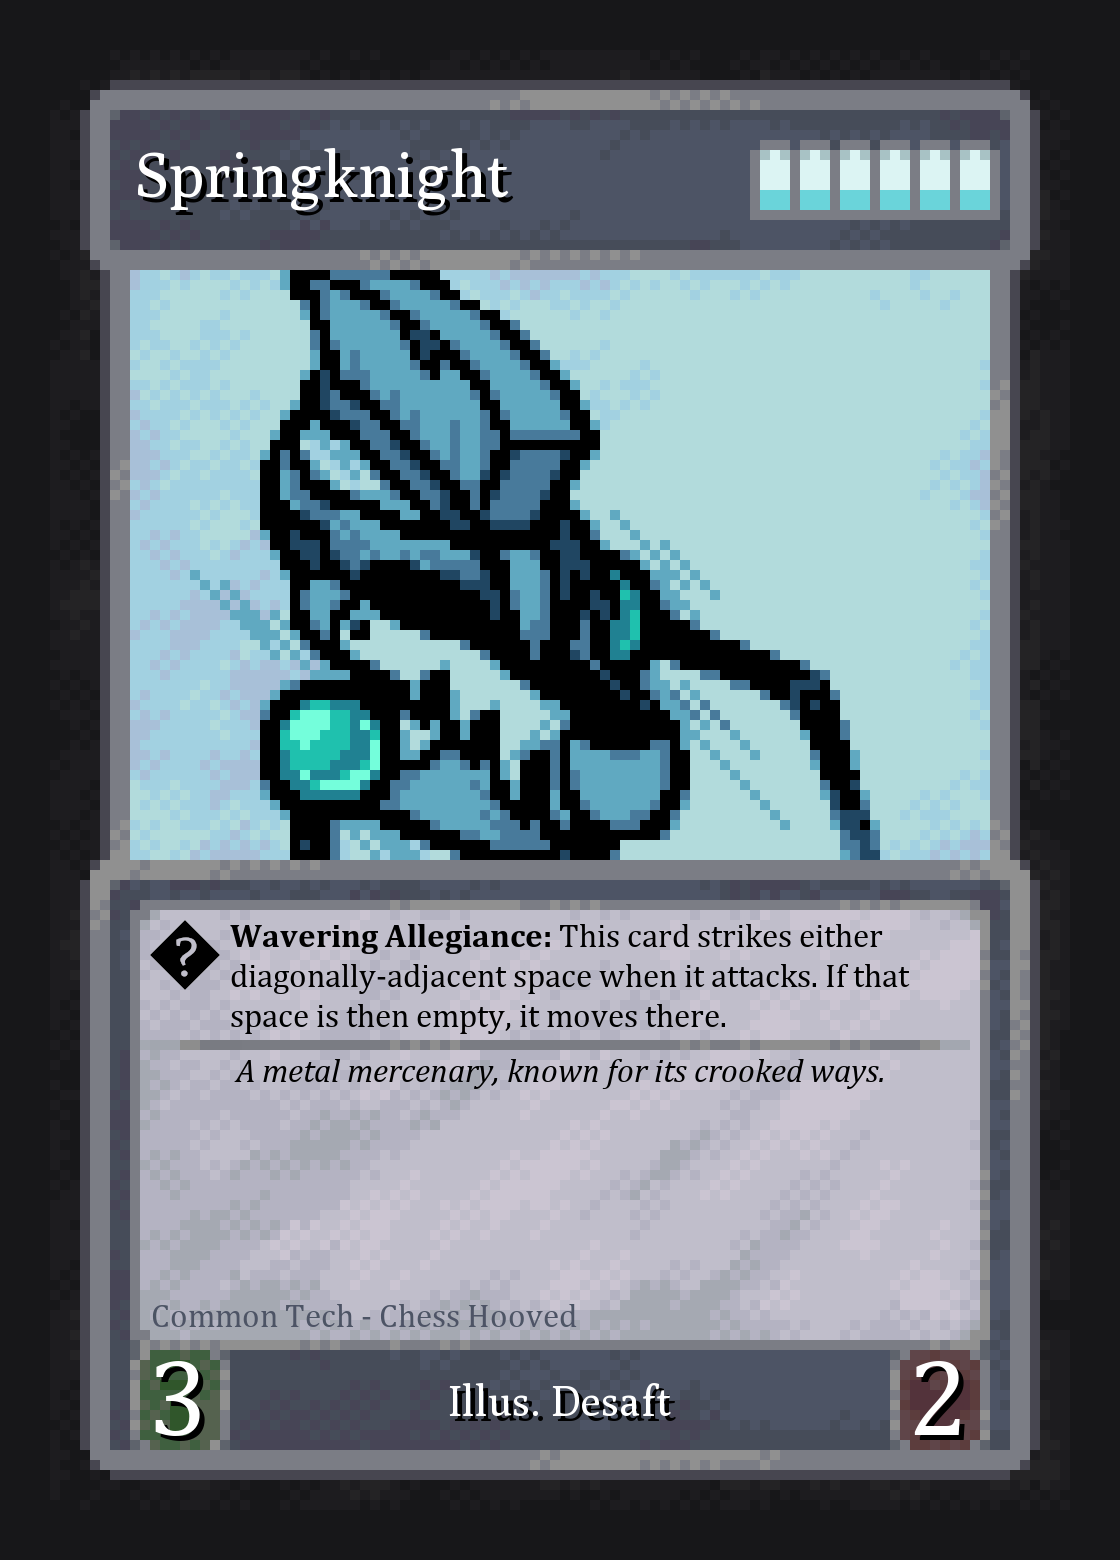 Springknight
?
Wavering Allegiance: This card strikes either
diagonally-adjacent space when it attacks. If that
space is then empty, it moves there.
A metal mercenary, known for its crooked ways.
Common Tech - Chess Hooved
3
Illus. Desaft
2